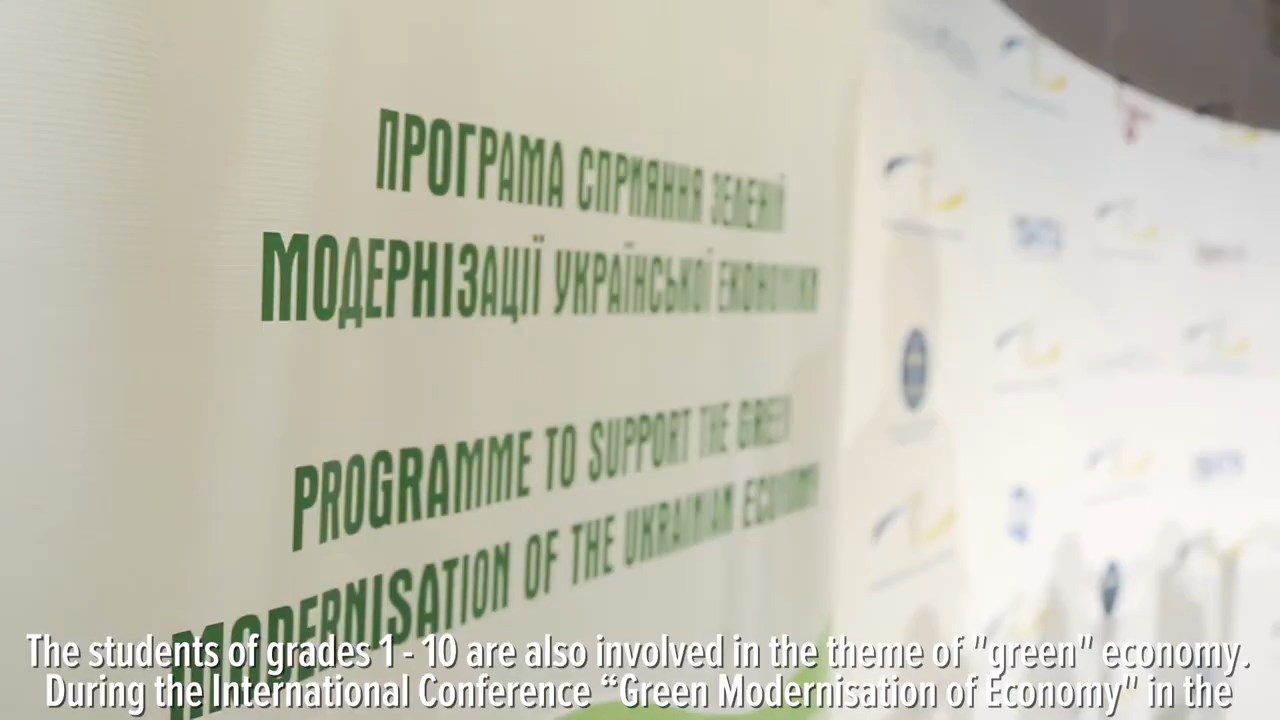 ПРОГРАМА СПРИЯННЯ ЗЕЛЕНІЙ
МОДЕРНІЗАЦІЇ УКРАЇНСЬКОЇ ЕКОНОМІКИ
PROGRAMME TO SUPPORT THE GREEN
MODERNISATION OF THE UKRAINIAN ECONOMY
The students of grades 1 - 10 are also involved in the theme of "green" economy.
During the International Conference “Green Modernisation of Economy" in the